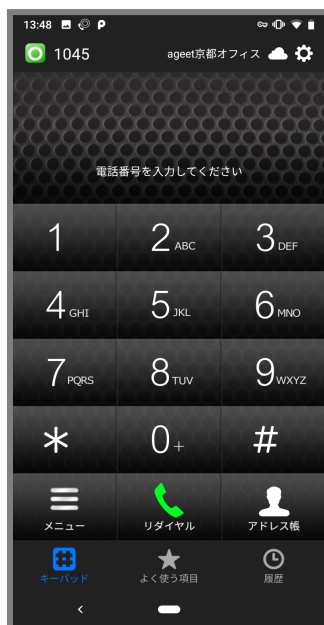 13:48
1045
ageet京都オフィス
電話番号を入力してください
1
2 ABC
3 DEF
4 GHI
5 JKL
6 MNO
7 PQRS
8 TUV
9 WXYZ
*
0 +
#
メニュー
リダイヤル
アドレス帳
キーパッド
よく使う項目
履歴